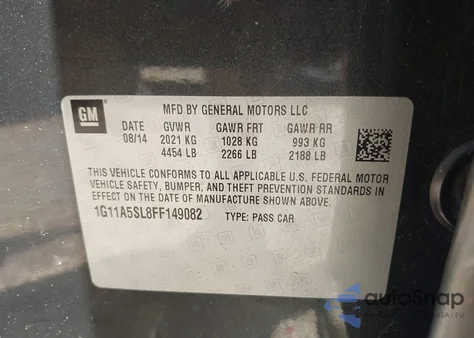 GM
MFD BY GENERAL MOTORS LLC
DATE GVWR GAWR FRT GAWR RR
08/14 2021 KG 1028 KG 993 KG
4454 LB 2266 LB 2188 LB
THIS VEHICLE CONFORMS TO ALL APPLICABLE U.S. FEDERAL MOTOR
VEHICLE SAFETY, BUMPER, AND THEFT PREVENTION STANDARDS IN
EFFECT ON THE DATE OF MANUFACTURE SHOWN ABOVE.
1G11A5SL8FF149082 TYPE: PASS CAR
autoSnap